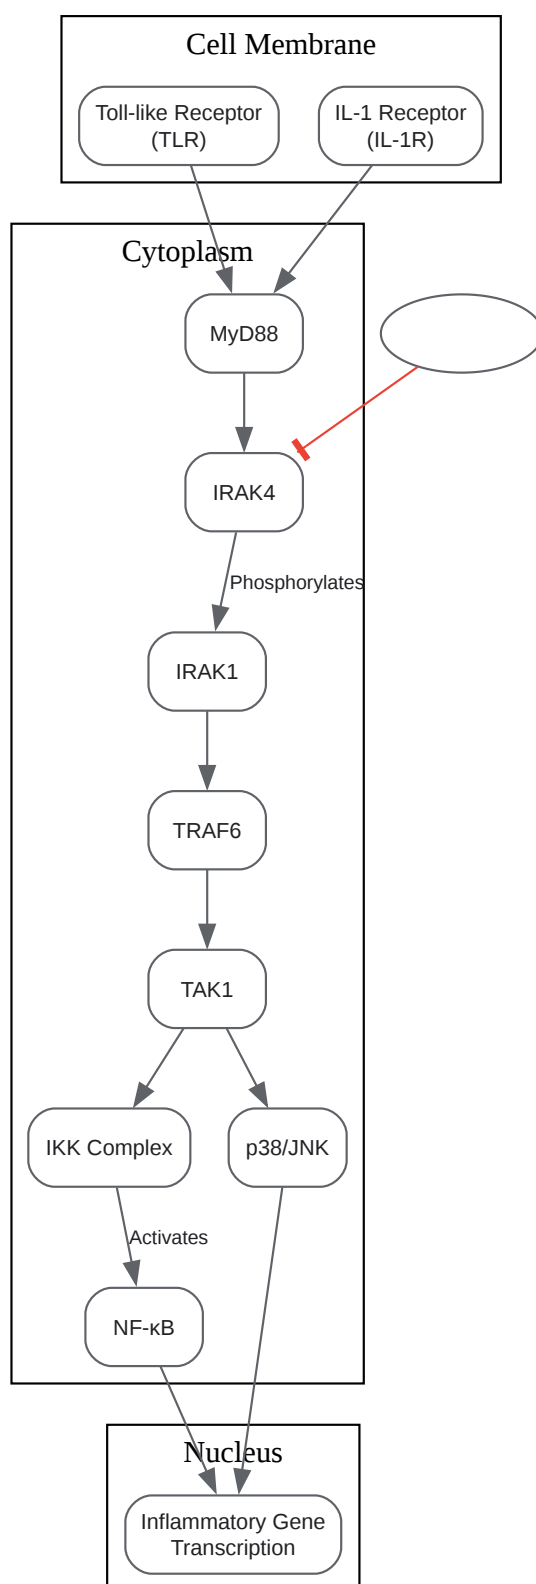 Cell Membrane
Toll-like Receptor
(TLR)
IL-1 Receptor
(IL-1R)
Cytoplasm
MyD88
IRAK4
Phosphorylates
IRAK1
TRAF6
TAK1
IKK Complex
p38/JNK
Activates
NF-κB
Nucleus
Inflammatory Gene
Transcription